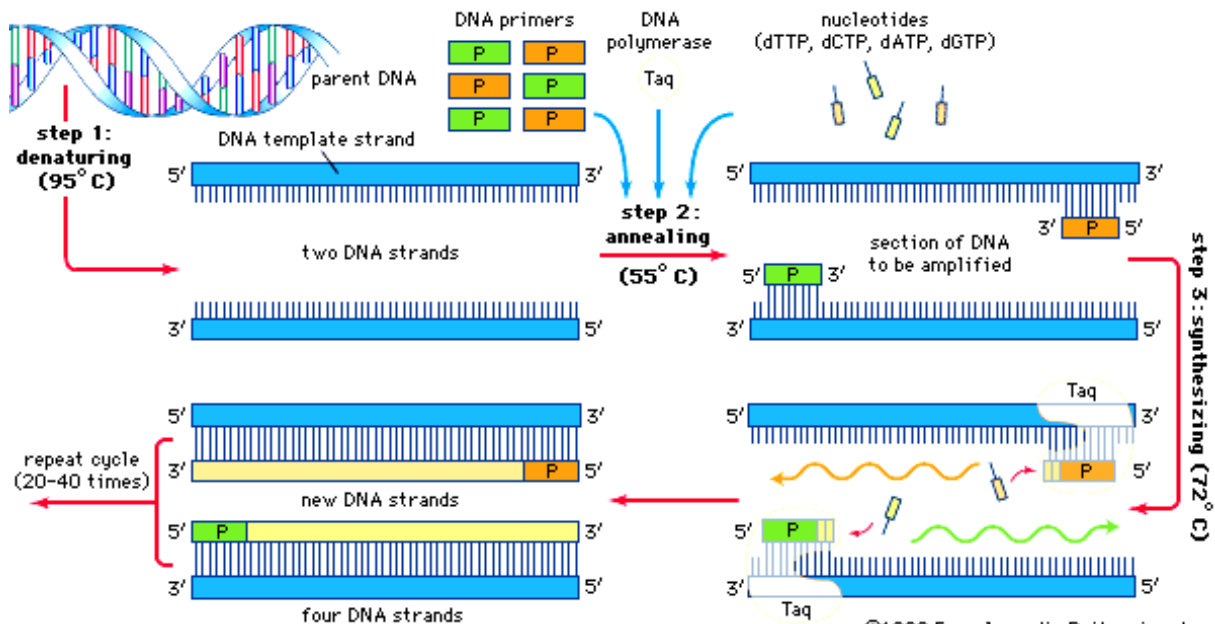 DNA primers
DNA
polymerase
nucleotides
(dTTP, dCTP, dATP, dGTP)
P P
P P
P P
Taq
parent DNA
step 1:
denaturing
(95°C)
DNA template strand
5′ 3′
two DNA strands
3′ 5′
step 2:
annealing
(55°C)
5′ 3′
3′ P 5′
section of DNA
to be amplified
5′ P 3′
3′ 5′
step 3: synthesizing (72°C)
Taq
5′ 3′
P 5′
5′ P
3′ 5′
Taq
repeat cycle
(20-40 times)
5′ 3′
3′ P 5′
new DNA strands
5′ P 3′
3′ 5′
four DNA strands